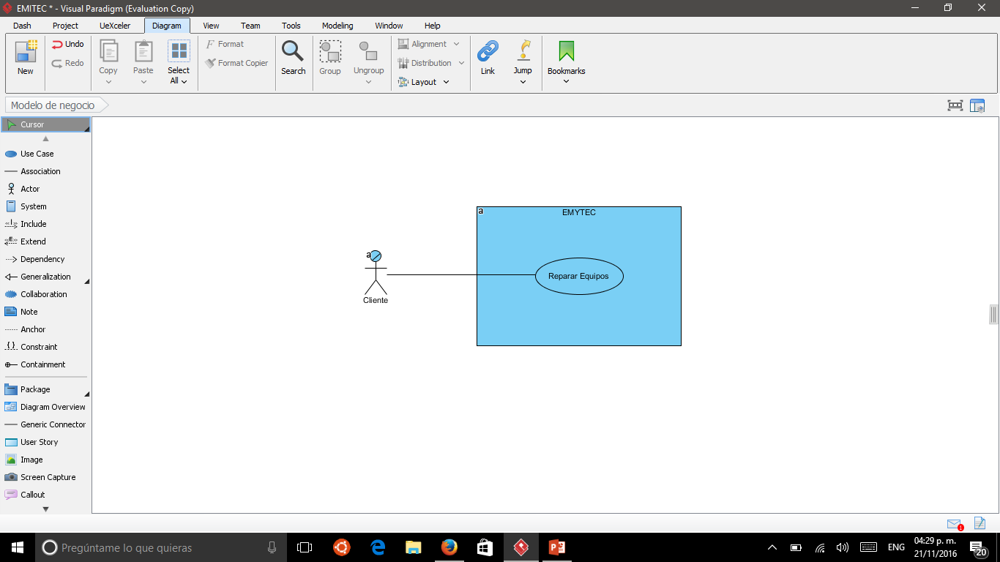 EMITEC * - Visual Paradigm (Evaluation Copy)
Dash Project UeXceler Diagram View Team Tools Modeling Window Help
New
Undo
Redo
Copy
Paste
Select
All
Format
Format Copier
Search
Group
Ungroup
Alignment
Distribution
Layout
Link
Jump
Bookmarks
Modelo de negocio
Cursor
Use Case
Association
Actor
System
Include
Extend
Dependency
Generalization
Collaboration
Note
Anchor
Constraint
Containment
Package
Diagram Overview
Generic Connector
User Story
Image
Screen Capture
Callout
a
EMYTEC
a
Reparar Equipos
Cliente
1
Pregúntame lo que quieras
ENG
04:29 p. m.
21/11/2016
20